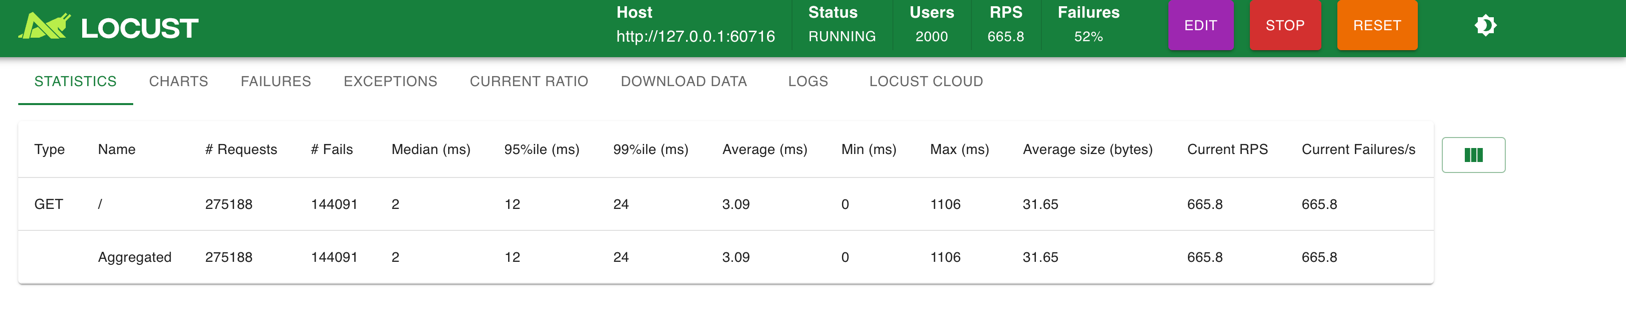 LOCUST
Host Status Users RPS Failures
http://127.0.0.1:60716 RUNNING 2000 665.8 52%
EDIT STOP RESET
STATISTICS CHARTS FAILURES EXCEPTIONS CURRENT RATIO DOWNLOAD DATA LOGS LOCUST CLOUD
Type Name # Requests # Fails Median (ms) 95%ile (ms) 99%ile (ms) Average (ms) Min (ms) Max (ms) Average size (bytes) Current RPS Current Failures/s
GET / 275188 144091 2 12 24 3.09 0 1106 31.65 665.8 665.8
Aggregated 275188 144091 2 12 24 3.09 0 1106 31.65 665.8 665.8